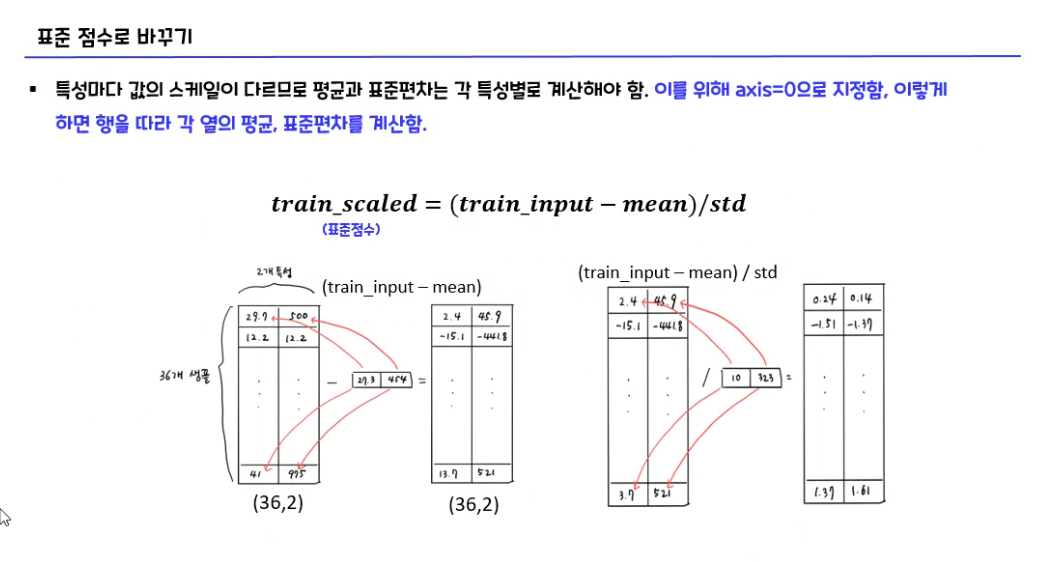 표준 점수로 바꾸기
▪ 특성마다 값의 스케일이 다르므로 평균과 표준편차는 각 특성별로 계산해야 함. 이를 위해 axis=0으로 지정함, 이렇게
하면 행을 따라 각 열의 평균, 표준편차를 계산함.
train_scaled = (train_input − mean)/std
(표준점수)
2개 특성
(train_input – mean)
36개 샘플
29.7 500
12.2 12.2
41 975
(36,2)
−
27.3 454
=
2.4 45.9
-15.1 -441.8
13.7 521
(36,2)
(train_input – mean) / std
2.4 45.9
-15.1 -441.8
3.7 521
/
10 323
=
0.24 0.14
-1.51 -1.37
1.37 1.61